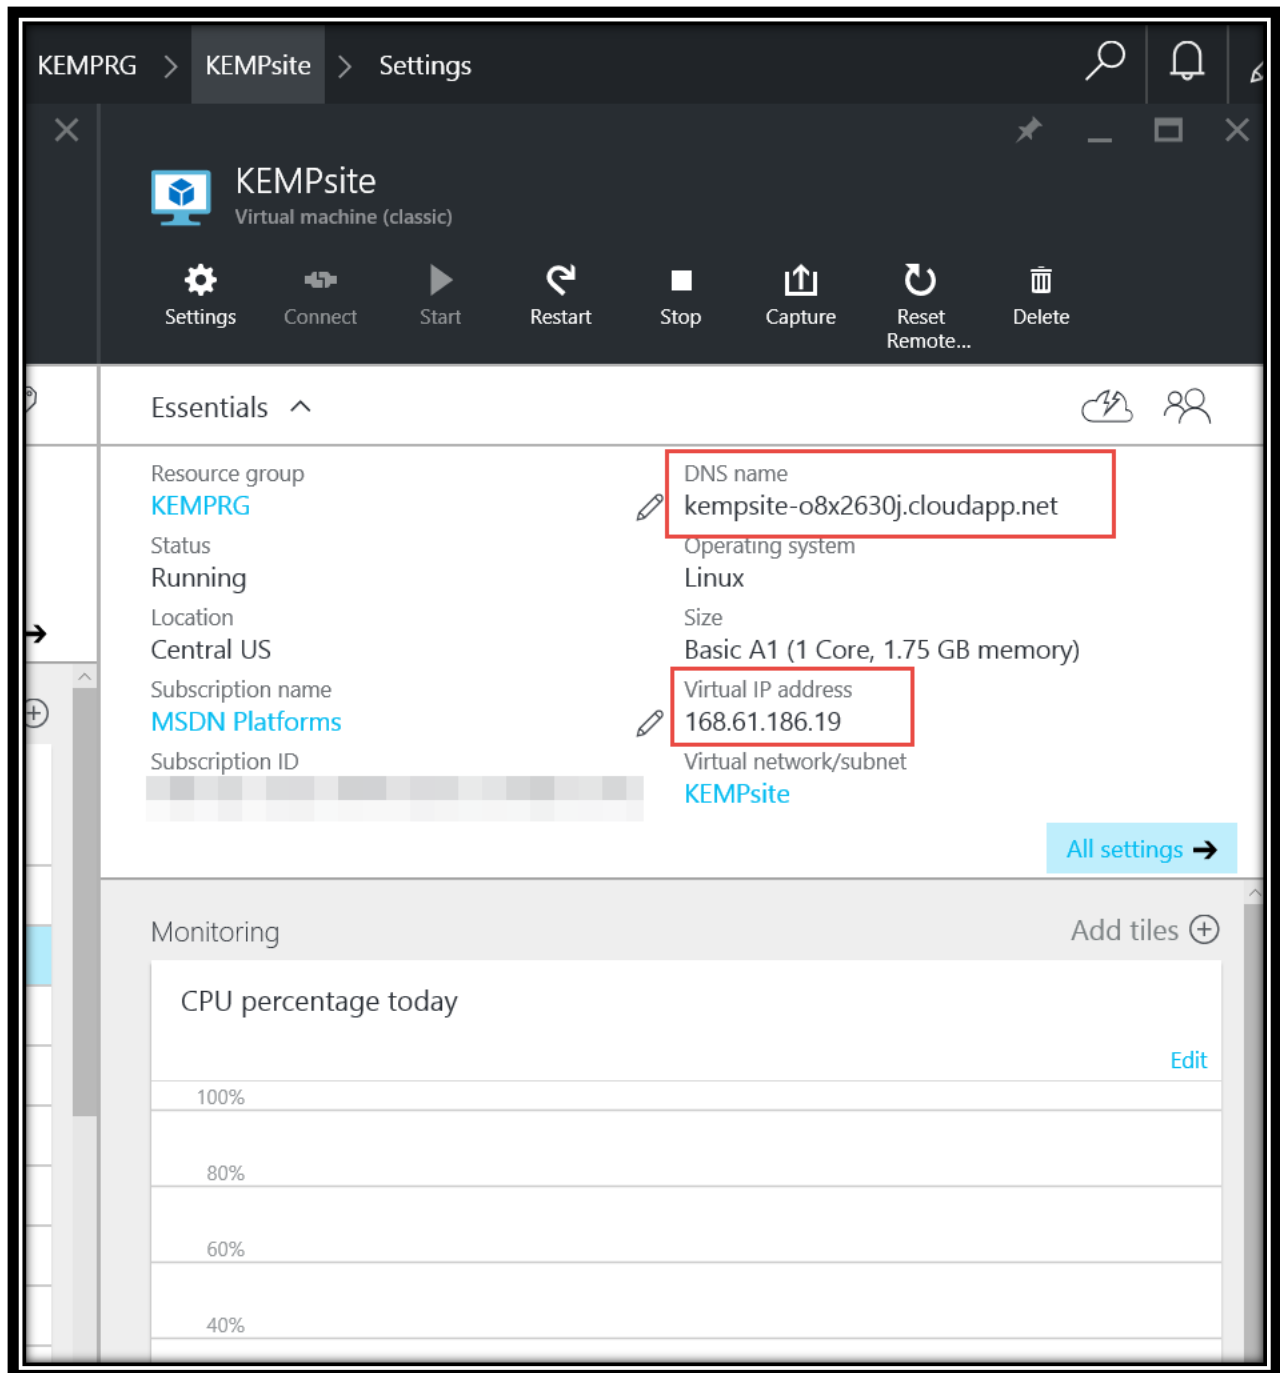 KEMPRG > KEMPsite > Settings
KEMPsite
Virtual machine (classic)
Settings Connect Start Restart Stop Capture Reset Remote... Delete
Essentials
Resource group
KEMPRG
DNS name
kempsite-o8x2630j.cloudapp.net
Status
Running
Operating system
Linux
Location
Central US
Size
Basic A1 (1 Core, 1.75 GB memory)
Subscription name
MSDN Platforms
Virtual IP address
168.61.186.19
Subscription ID
Virtual network/subnet
KEMPsite
All settings
Monitoring
Add tiles
CPU percentage today
Edit
100%
80%
60%
40%